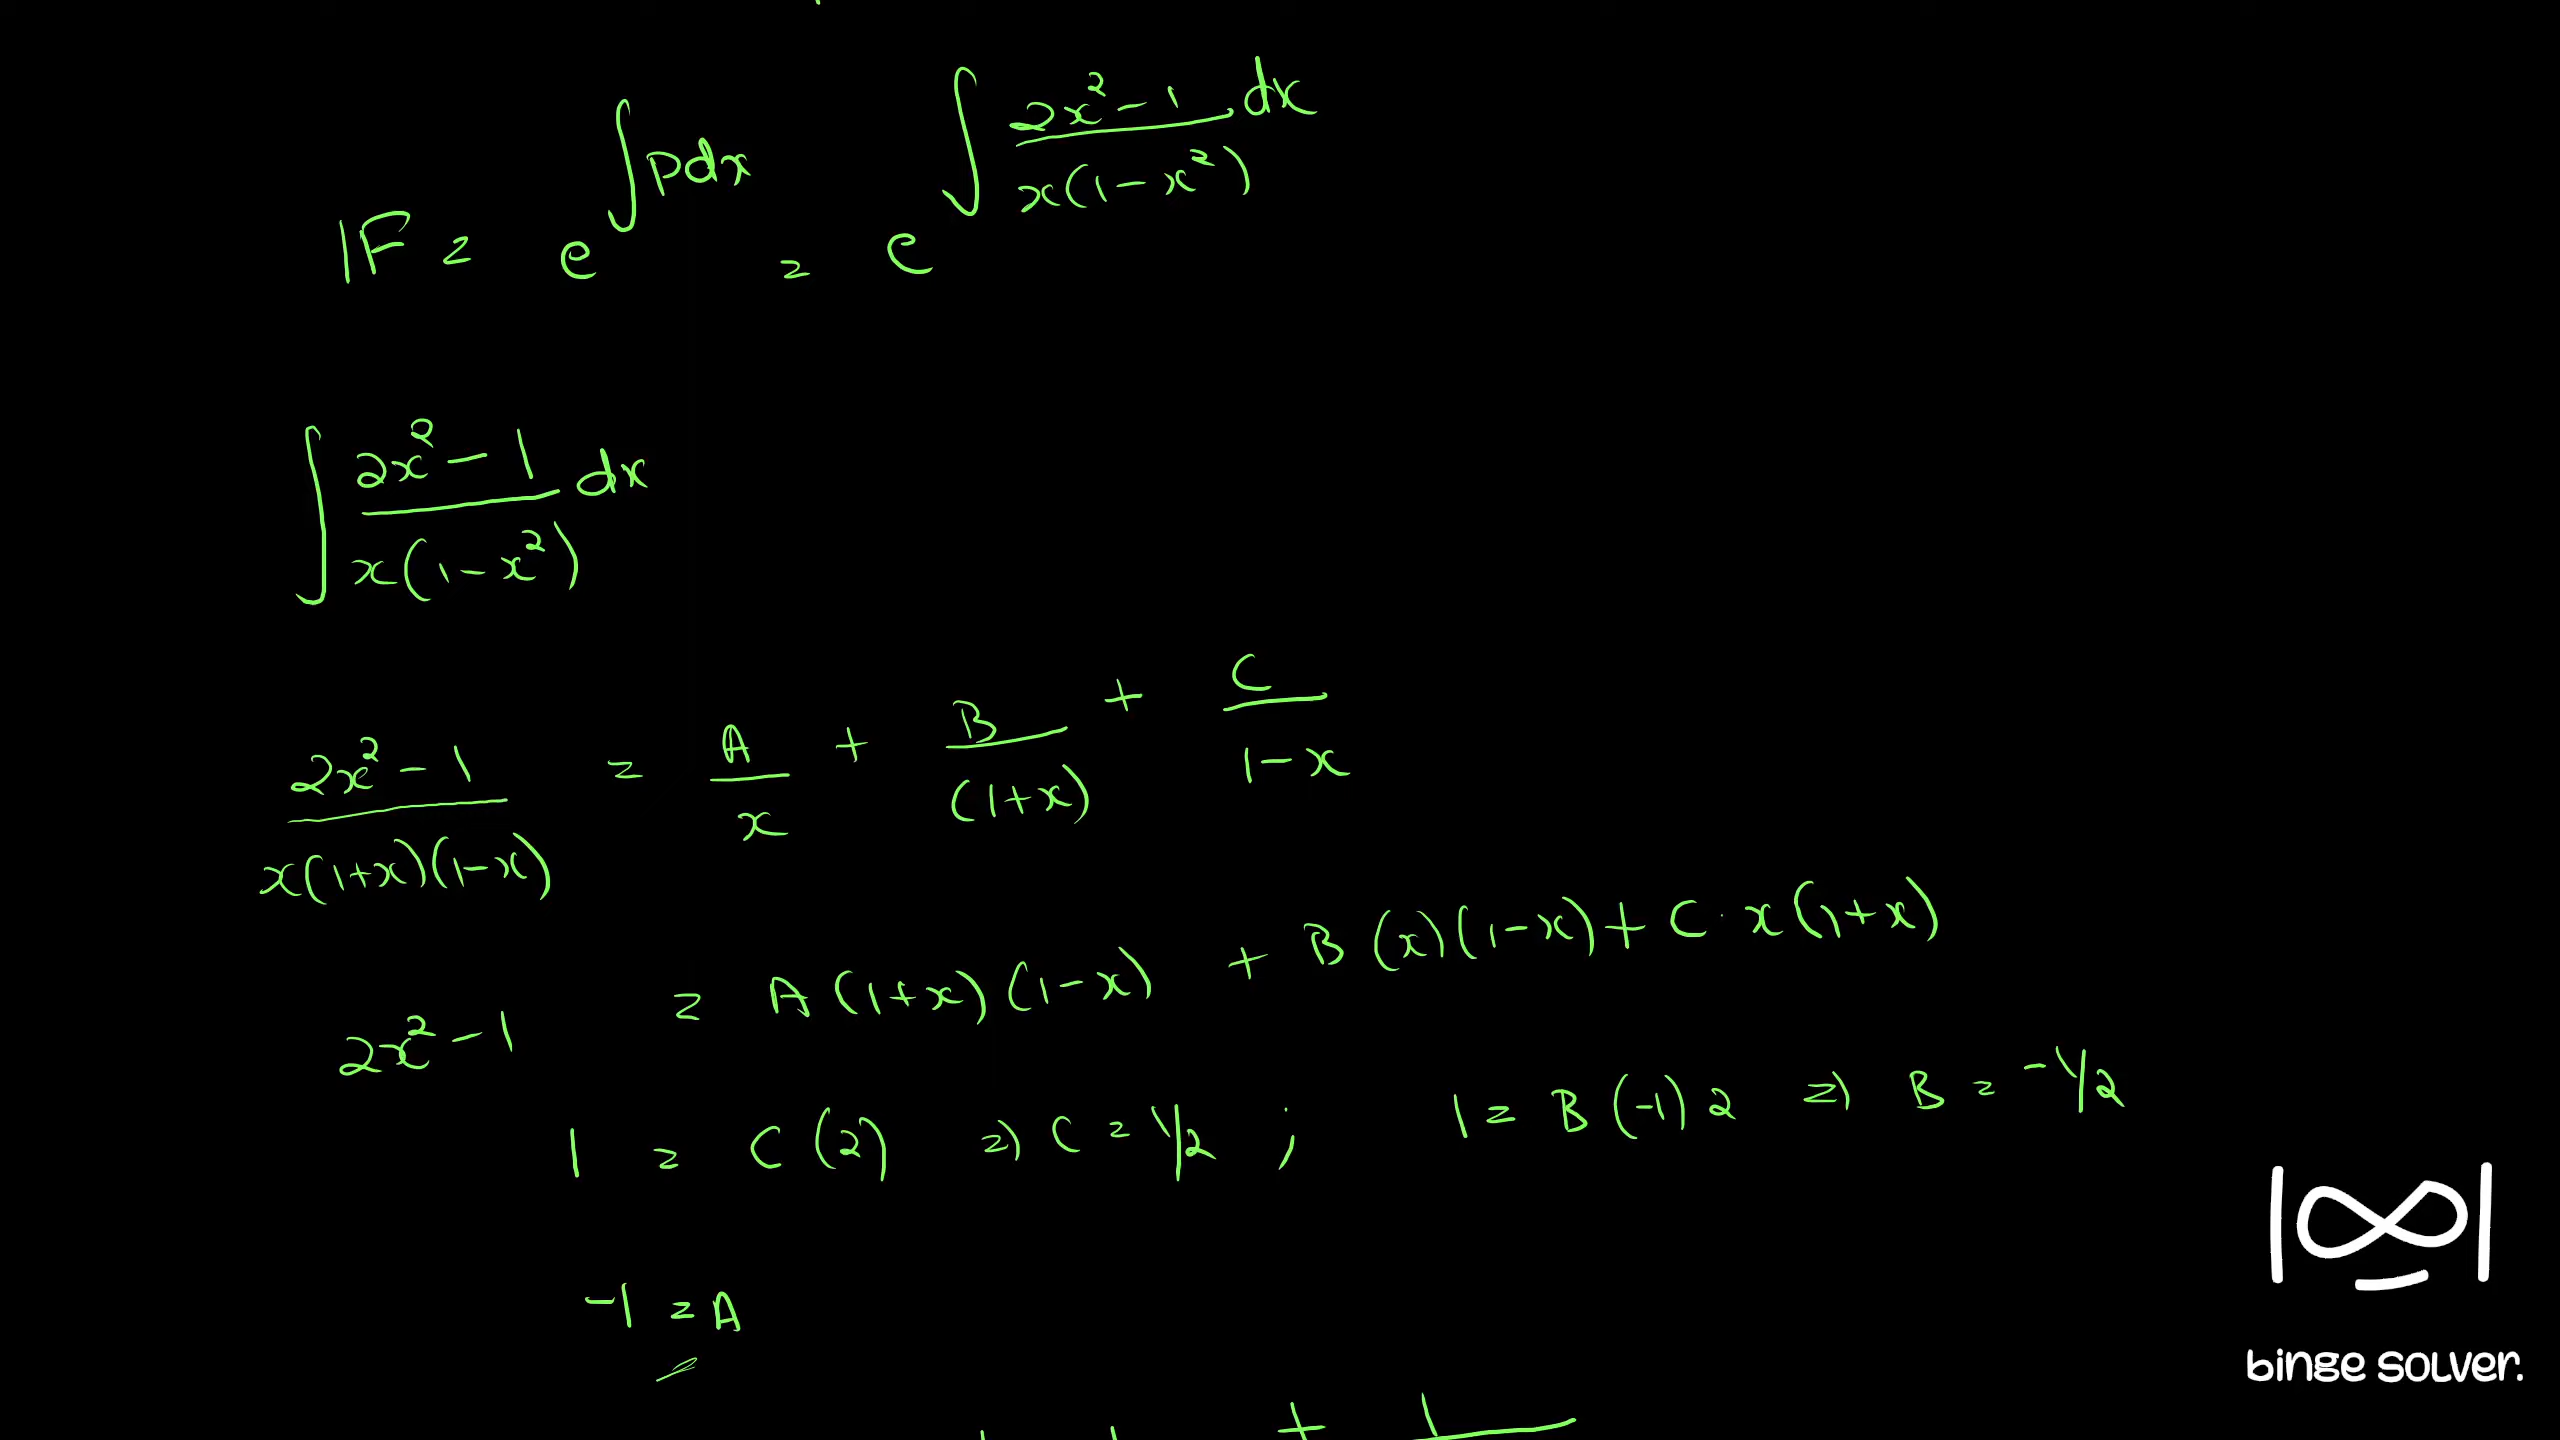 IF = e^∫Pdx = e^∫ (2x² - 1)/(x(1-x²)) dx
∫ (2x² - 1)/(x(1-x²)) dx
(2x² - 1)/(x(1+x)(1-x)) = A/x + B/(1+x) + C/(1-x)
2x² - 1 = A(1+x)(1-x) + B(x)(1-x) + C·x(1+x)
1 = C(2) ⇒ C = 1/2 ; 1 = B(-1)2 ⇒ B = -1/2
-1 = A
binge solver.